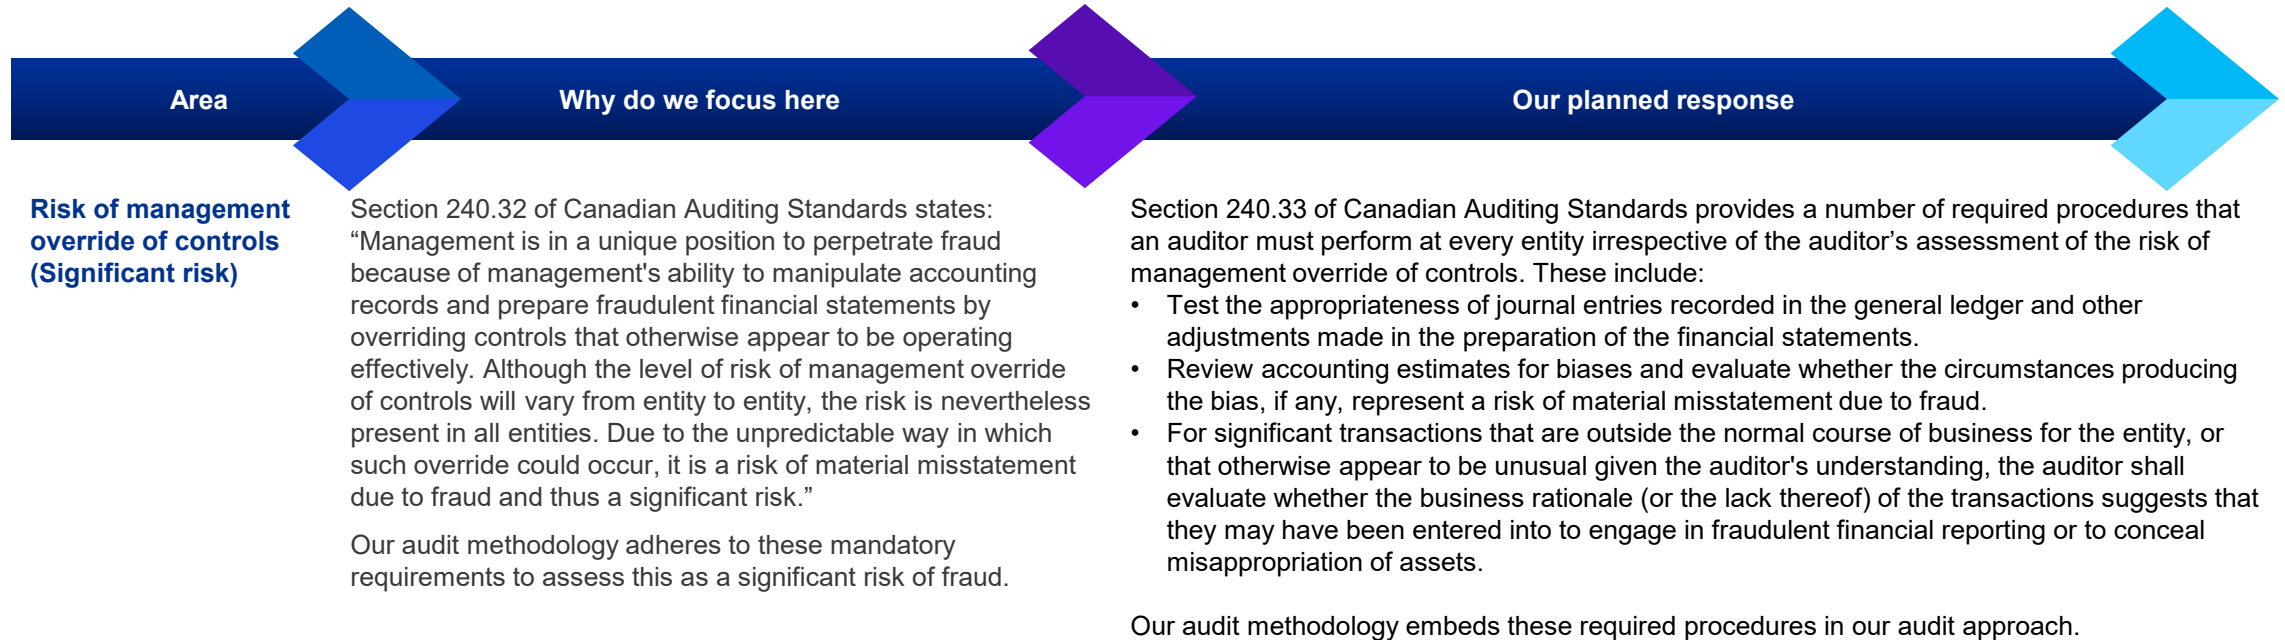 Area
Why do we focus here
Our planned response
Risk of management
override of controls
(Significant risk)
Section 240.32 of Canadian Auditing Standards states:
“Management is in a unique position to perpetrate fraud
because of management's ability to manipulate accounting
records and prepare fraudulent financial statements by
overriding controls that otherwise appear to be operating
effectively. Although the level of risk of management override
of controls will vary from entity to entity, the risk is nevertheless
present in all entities. Due to the unpredictable way in which
such override could occur, it is a risk of material misstatement
due to fraud and thus a significant risk.”
Our audit methodology adheres to these mandatory
requirements to assess this as a significant risk of fraud.
Section 240.33 of Canadian Auditing Standards provides a number of required procedures that
an auditor must perform at every entity irrespective of the auditor’s assessment of the risk of
management override of controls. These include:
• Test the appropriateness of journal entries recorded in the general ledger and other
adjustments made in the preparation of the financial statements.
• Review accounting estimates for biases and evaluate whether the circumstances producing
the bias, if any, represent a risk of material misstatement due to fraud.
• For significant transactions that are outside the normal course of business for the entity, or
that otherwise appear to be unusual given the auditor's understanding, the auditor shall
evaluate whether the business rationale (or the lack thereof) of the transactions suggests that
they may have been entered into to engage in fraudulent financial reporting or to conceal
misappropriation of assets.
Our audit methodology embeds these required procedures in our audit approach.